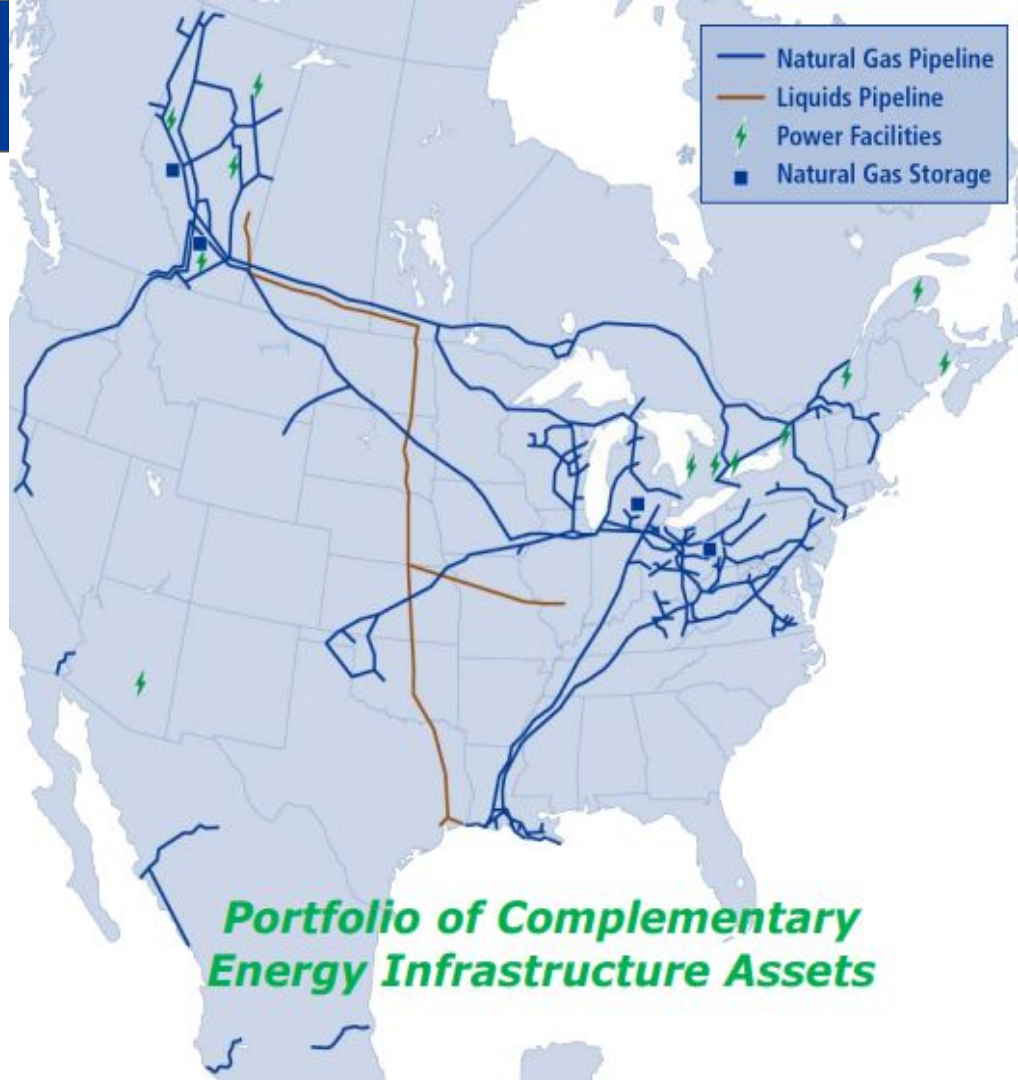 Natural Gas Pipeline
Liquids Pipeline
Power Facilities
Natural Gas Storage
Portfolio of Complementary
Energy Infrastructure Assets